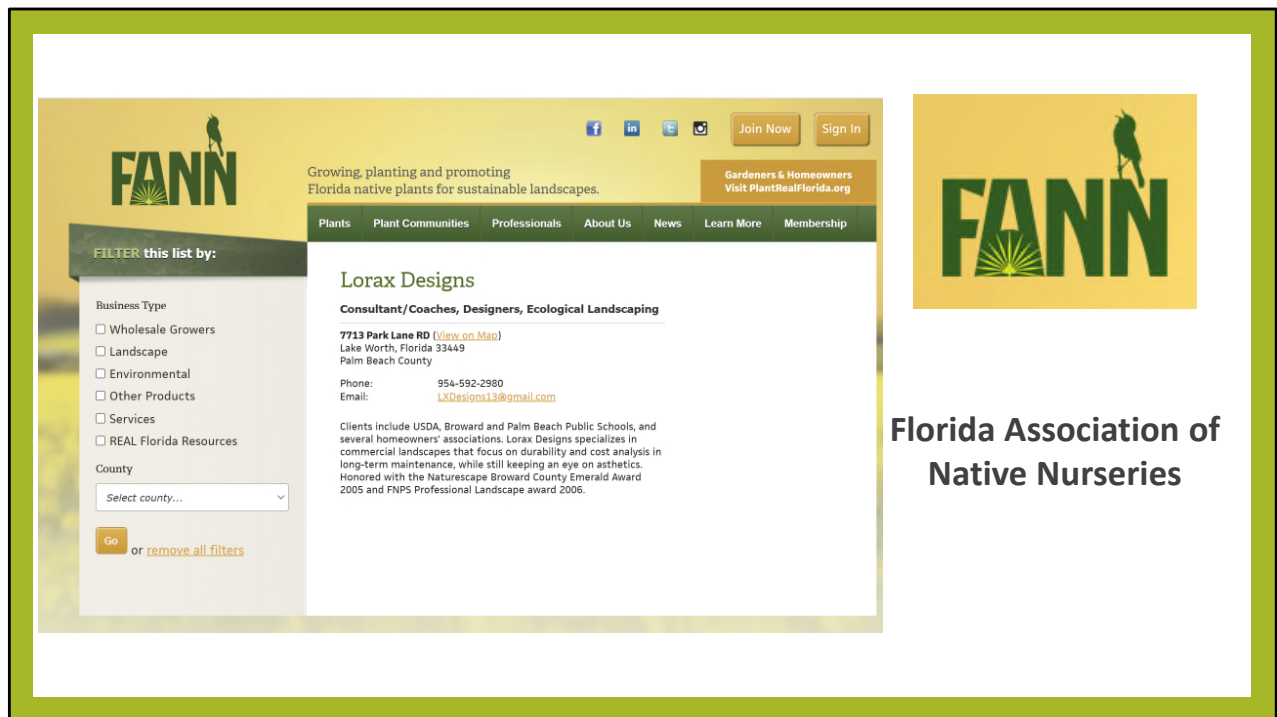 FANN
Growing, planting and promoting
Florida native plants for sustainable landscapes.
f
in
t
Join Now
Sign In
Gardeners & Homeowners
Visit PlantRealFlorida.org
Plants
Plant Communities
Professionals
About Us
News
Learn More
Membership
FILTER this list by:
Business Type
Wholesale Growers
Landscape
Environmental
Other Products
Services
REAL Florida Resources
County
Select county...
Go
or remove all filters
Lorax Designs
Consultant/Coaches, Designers, Ecological Landscaping
7713 Park Lane RD (View on Map)
Lake Worth, Florida 33449
Palm Beach County
Phone: 954-592-2980
Email: LXDesigns13@gmail.com
Clients include USDA, Broward and Palm Beach Public Schools, and
several homeowners' associations. Lorax Designs specializes in
commercial landscapes that focus on durability and cost analysis in
long-term maintenance, while still keeping an eye on asthetics.
Honored with the Naturescape Broward County Emerald Award
2005 and FNPS Professional Landscape award 2006.
FANN
Florida Association of
Native Nurseries